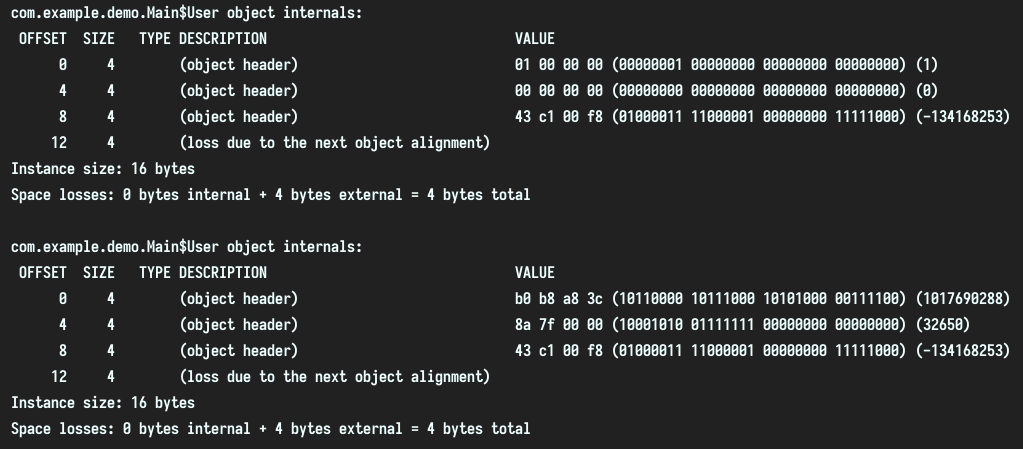 com.example.demo.Main$User object internals:
OFFSET SIZE TYPE DESCRIPTION VALUE
0 4 (object header) 01 00 00 00 (00000001 00000000 00000000 00000000) (1)
4 4 (object header) 00 00 00 00 (00000000 00000000 00000000 00000000) (0)
8 4 (object header) 43 c1 00 f8 (01000011 11000001 00000000 11111000) (-134168253)
12 4 (loss due to the next object alignment)
Instance size: 16 bytes
Space losses: 0 bytes internal + 4 bytes external = 4 bytes total
com.example.demo.Main$User object internals:
OFFSET SIZE TYPE DESCRIPTION VALUE
0 4 (object header) b0 b8 a8 3c (10110000 10111000 10101000 00111100) (1017690288)
4 4 (object header) 8a 7f 00 00 (10001010 01111111 00000000 00000000) (32650)
8 4 (object header) 43 c1 00 f8 (01000011 11000001 00000000 11111000) (-134168253)
12 4 (loss due to the next object alignment)
Instance size: 16 bytes
Space losses: 0 bytes internal + 4 bytes external = 4 bytes total